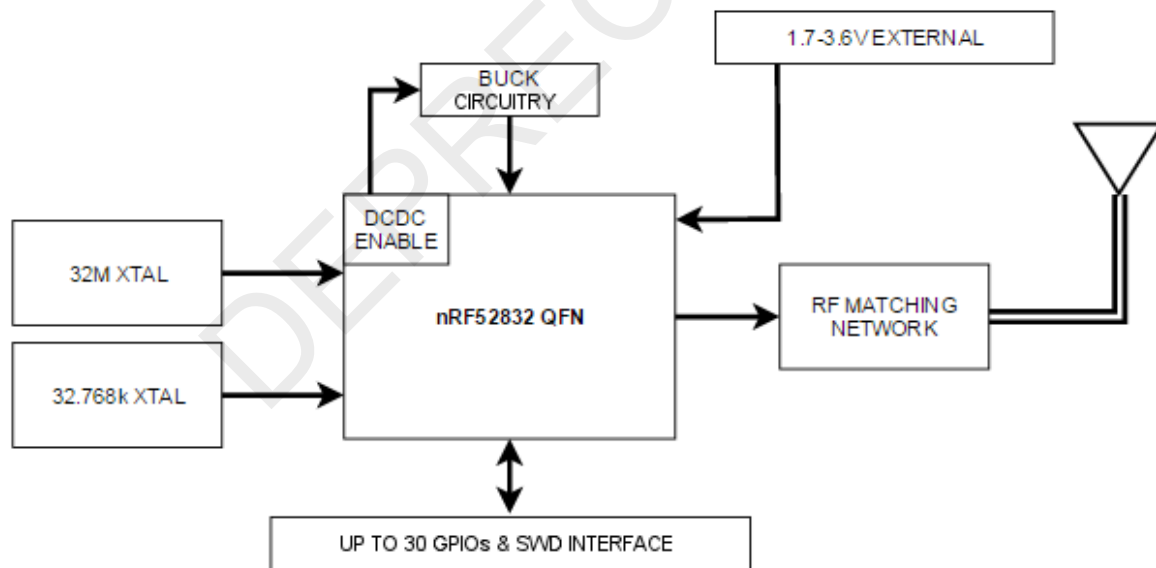 1.7-3.6V EXTERNAL
BUCK
CIRCUITRY
DCDC
ENABLE
32M XTAL
nRF52832 QFN
RF MATCHING
NETWORK
32.768k XTAL
UP TO 30 GPIOs & SWD INTERFACE
DEPREC